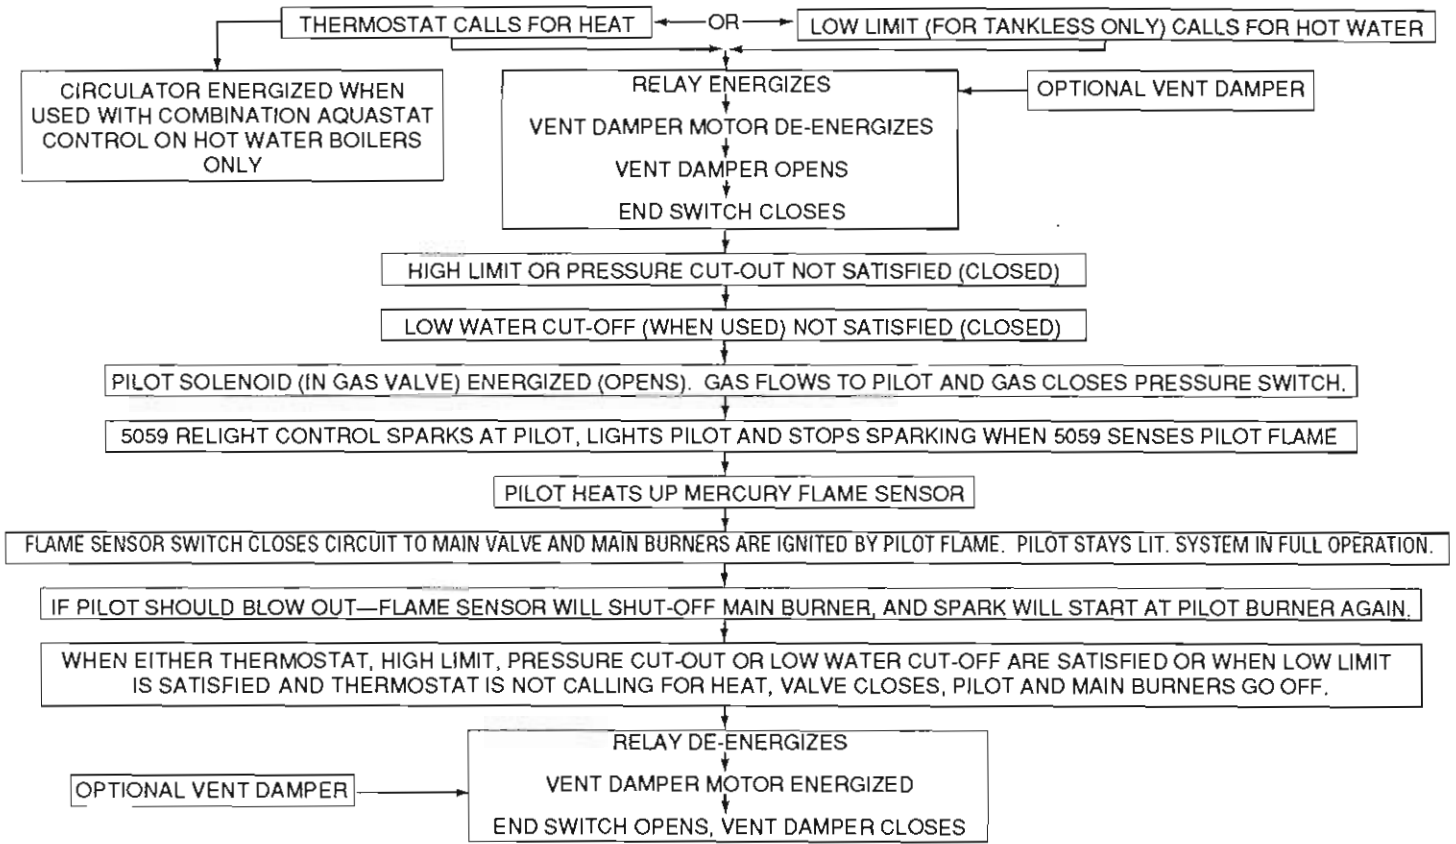 THERMOSTAT CALLS FOR HEAT
OR
LOW LIMIT (FOR TANKLESS ONLY) CALLS FOR HOT WATER
CIRCULATOR ENERGIZED WHEN
USED WITH COMBINATION AQUASTAT
CONTROL ON HOT WATER BOILERS
ONLY
RELAY ENERGIZES
VENT DAMPER MOTOR DE-ENERGIZES
VENT DAMPER OPENS
END SWITCH CLOSES
OPTIONAL VENT DAMPER
HIGH LIMIT OR PRESSURE CUT-OUT NOT SATISFIED (CLOSED)
LOW WATER CUT-OFF (WHEN USED) NOT SATISFIED (CLOSED)
PILOT SOLENOID (IN GAS VALVE) ENERGIZED (OPENS). GAS FLOWS TO PILOT AND GAS CLOSES PRESSURE SWITCH.
5059 RELIGHT CONTROL SPARKS AT PILOT, LIGHTS PILOT AND STOPS SPARKING WHEN 5059 SENSES PILOT FLAME
PILOT HEATS UP MERCURY FLAME SENSOR
FLAME SENSOR SWITCH CLOSES CIRCUIT TO MAIN VALVE AND MAIN BURNERS ARE IGNITED BY PILOT FLAME. PILOT STAYS LIT. SYSTEM IN FULL OPERATION.
IF PILOT SHOULD BLOW OUT—FLAME SENSOR WILL SHUT-OFF MAIN BURNER, AND SPARK WILL START AT PILOT BURNER AGAIN.
WHEN EITHER THERMOSTAT, HIGH LIMIT, PRESSURE CUT-OUT OR LOW WATER CUT-OFF ARE SATISFIED OR WHEN LOW LIMIT
IS SATISFIED AND THERMOSTAT IS NOT CALLING FOR HEAT, VALVE CLOSES, PILOT AND MAIN BURNERS GO OFF.
RELAY DE-ENERGIZES
VENT DAMPER MOTOR ENERGIZED
END SWITCH OPENS, VENT DAMPER CLOSES
OPTIONAL VENT DAMPER